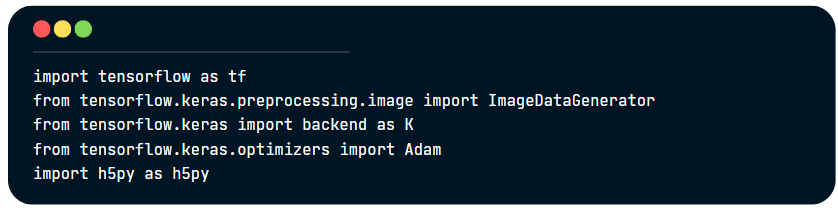 import tensorflow as tf
from tensorflow.keras.preprocessing.image import ImageDataGenerator
from tensorflow.keras import backend as K
from tensorflow.keras.optimizers import Adam
import h5py as h5py